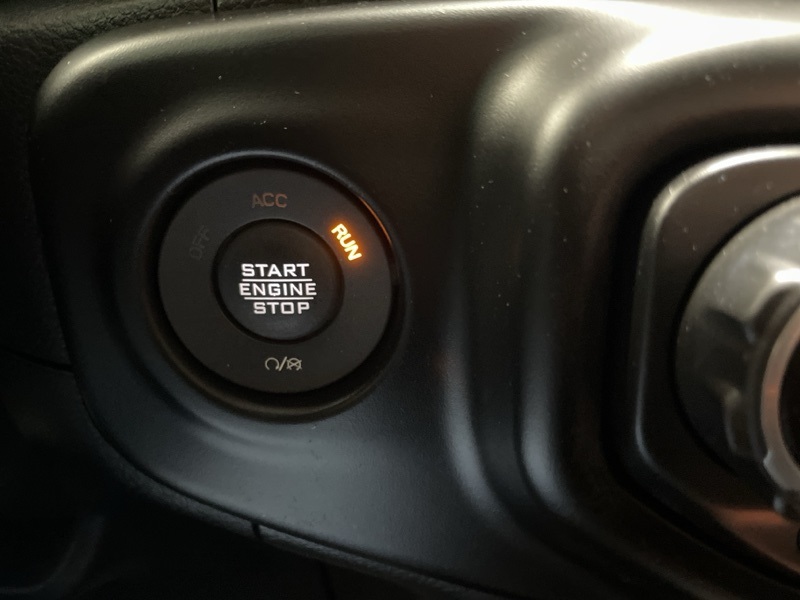 ACC
OFF
RUN
START
ENGINE
STOP